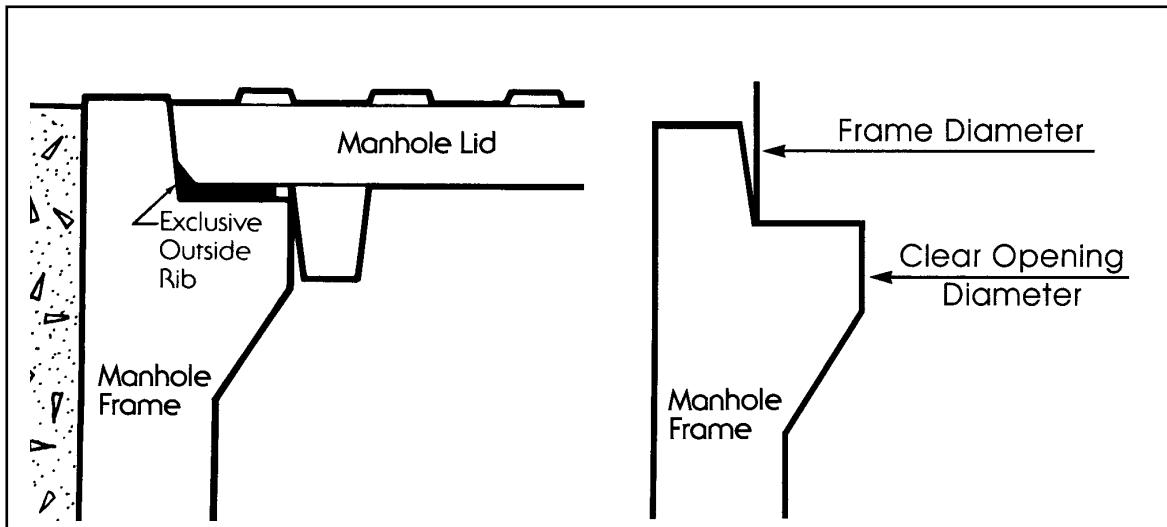 Manhole Lid
Exclusive
Outside
Rib
Manhole
Frame
Frame Diameter
Clear Opening
Diameter
Manhole
Frame